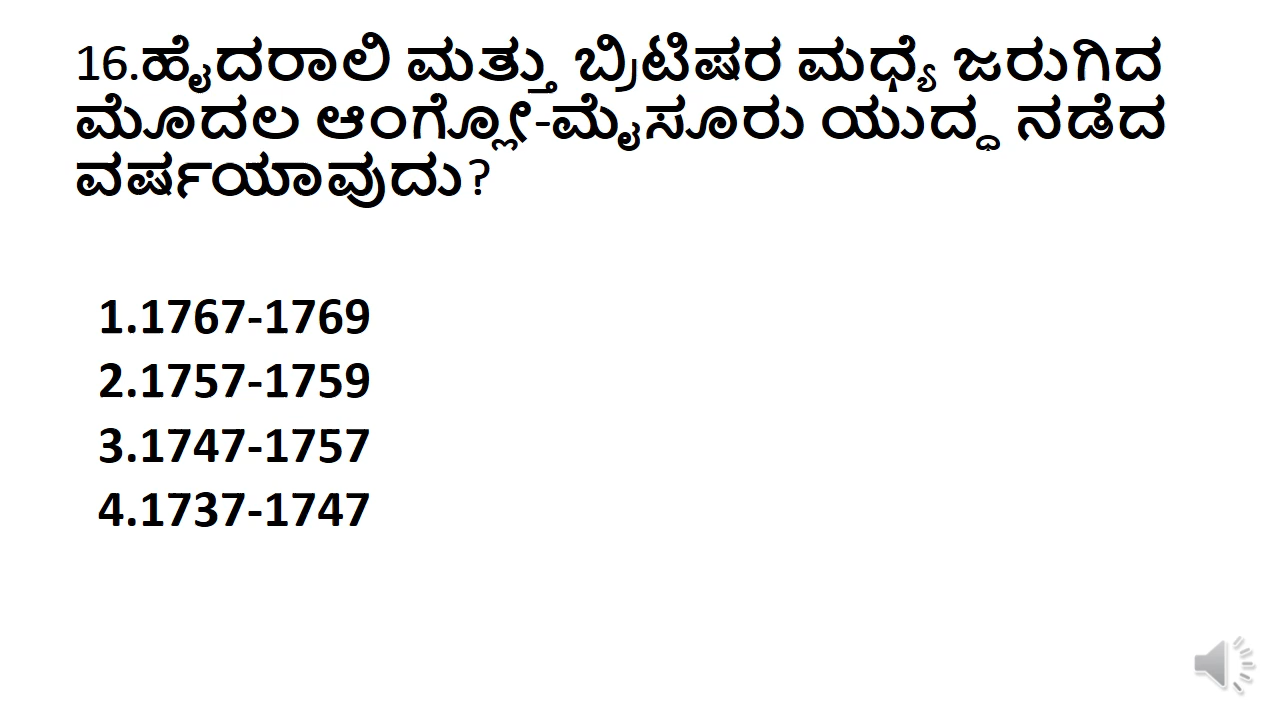 16.ಹೈದರಾಲಿ ಮತ್ತು ಬ್ರಿಟಿಷರ ಮಧ್ಯೆ ಜರುಗಿದ
ಮೊದಲ ಆಂಗ್ಲೋ-ಮೈಸೂರು ಯುದ್ಧ ನಡೆದ
ವರ್ಷಯಾವುದು?
1.1767-1769
2.1757-1759
3.1747-1757
4.1737-1747